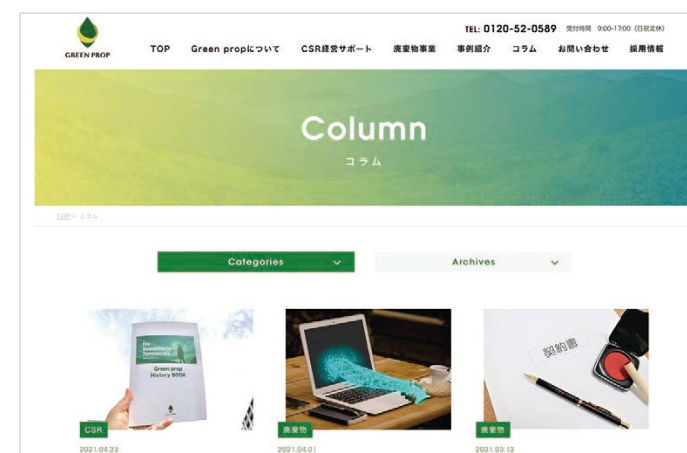 TEL: 0120-52-0589 受付時間 9:00-17:00 (日祝定休)
GREEN PROP
TOP Green propについて CSR経営サポート 廃棄物事業 事例紹介 コラム お問い合わせ 採用情報
Column
コラム
TOP > コラム
Categories
Archives
For
Sustainable
Tomorrow
Green prop
History BOOK
契約書
CSR
廃棄物
廃棄物
2021.04.23
2021.04.01
2021.03.12